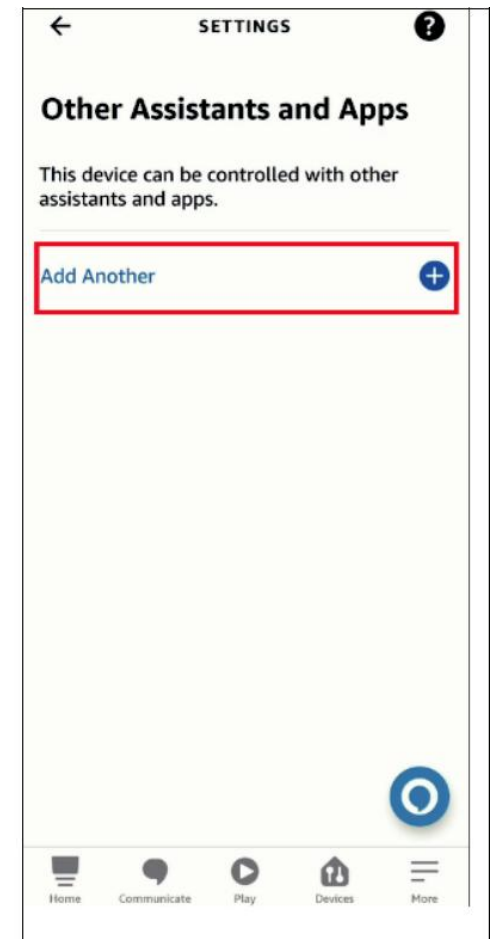 SETTINGS
?
Other Assistants and Apps
This device can be controlled with other
assistants and apps.
Add Another
Home Communicate Play Devices More